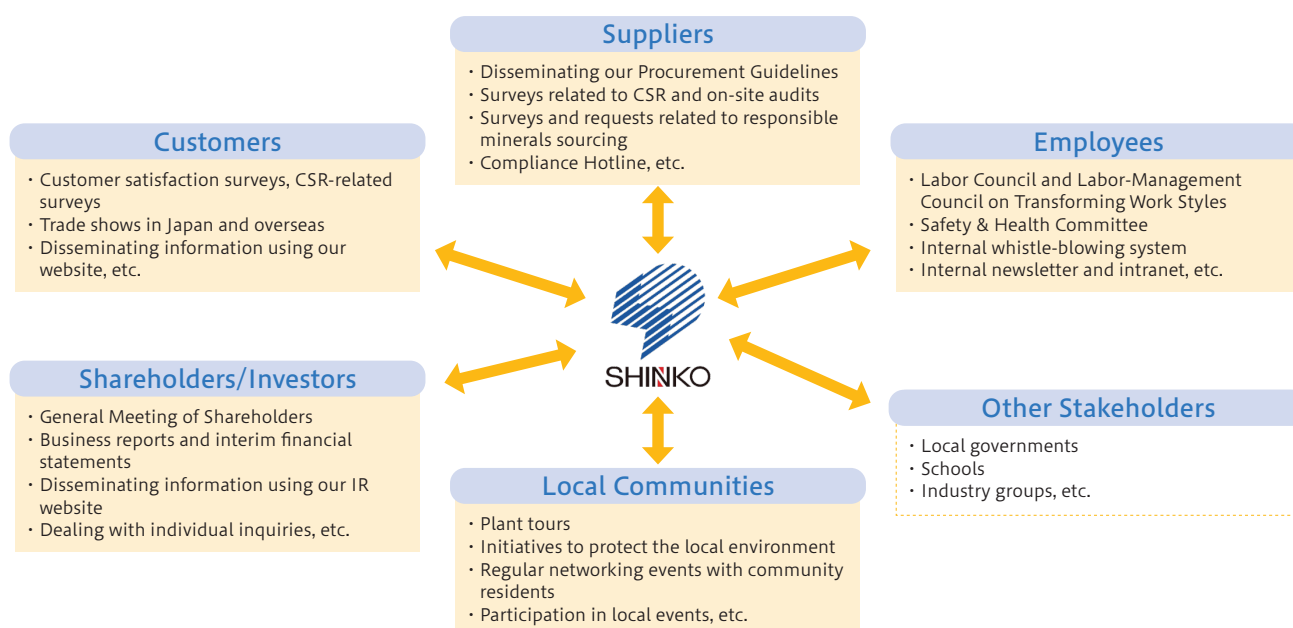 Suppliers
・Disseminating our Procurement Guidelines
・Surveys related to CSR and on-site audits
・Surveys and requests related to responsible
minerals sourcing
・Compliance Hotline, etc.
Customers
・Customer satisfaction surveys, CSR-related
surveys
・Trade shows in Japan and overseas
・Disseminating information using our
website, etc.
Employees
・Labor Council and Labor-Management
Council on Transforming Work Styles
・Safety & Health Committee
・Internal whistle-blowing system
・Internal newsletter and intranet, etc.
SHINKO
Shareholders/Investors
・General Meeting of Shareholders
・Business reports and interim financial
statements
・Disseminating information using our IR
website
・Dealing with individual inquiries, etc.
Other Stakeholders
・Local governments
・Schools
・Industry groups, etc.
Local Communities
・Plant tours
・Initiatives to protect the local environment
・Regular networking events with community
residents
・Participation in local events, etc.